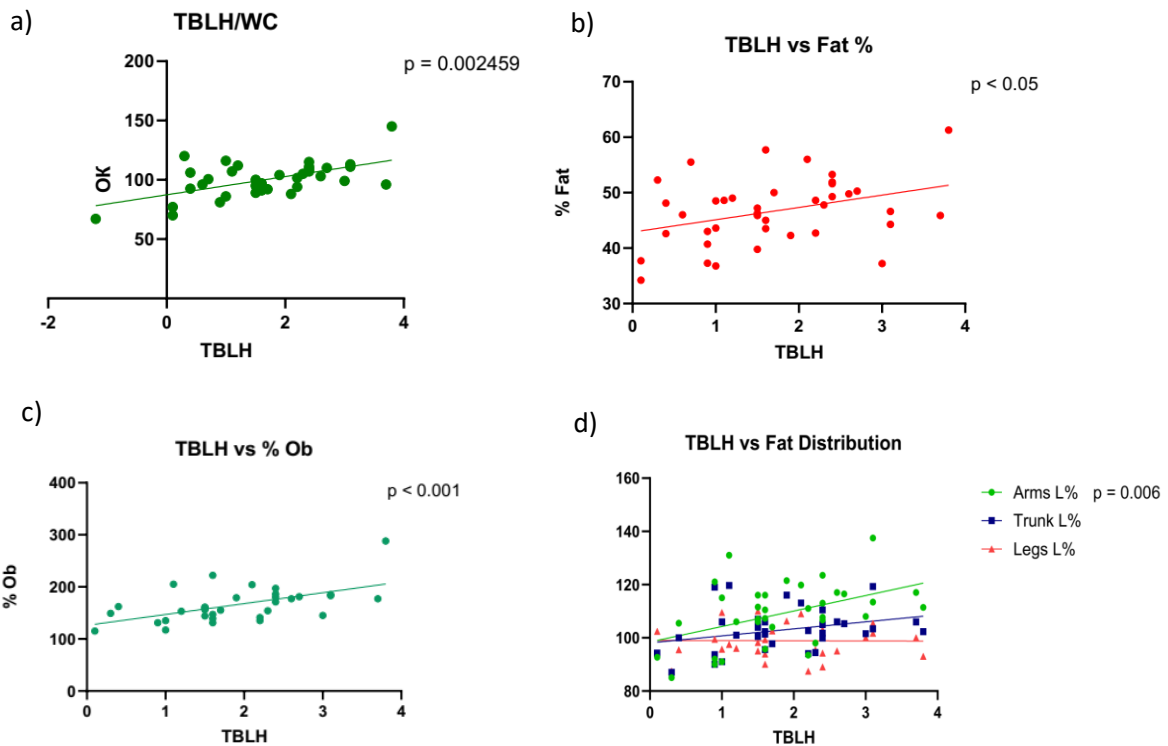 a)
TBLH/WC
p = 0.002459
200
150
100
50
OK
-2
0
2
4
TBLH
b)
TBLH vs Fat %
p < 0.05
70
60
50
40
30
% Fat
0
1
2
3
4
TBLH
c)
TBLH vs % Ob
p < 0.001
400
300
200
100
0
% Ob
0
1
2
3
4
TBLH
d)
TBLH vs Fat Distribution
160
140
120
100
80
Arms L% p = 0.006
Trunk L%
Legs L%
0
1
2
3
4
TBLH